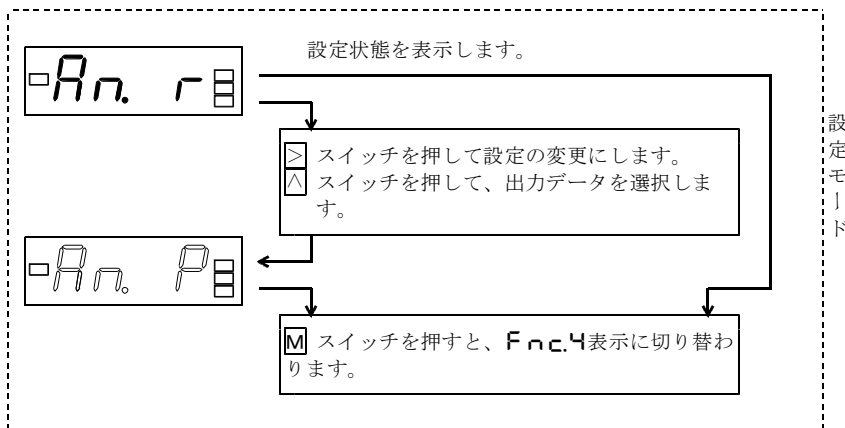 設定状態を表示します。
An. r
> スイッチを押して設定の変更にします。
∧ スイッチを押して、出力データを選択しま
す。
An. P
M スイッチを押すと、Fnc.4表示に切り替わ
ります。
設定モード